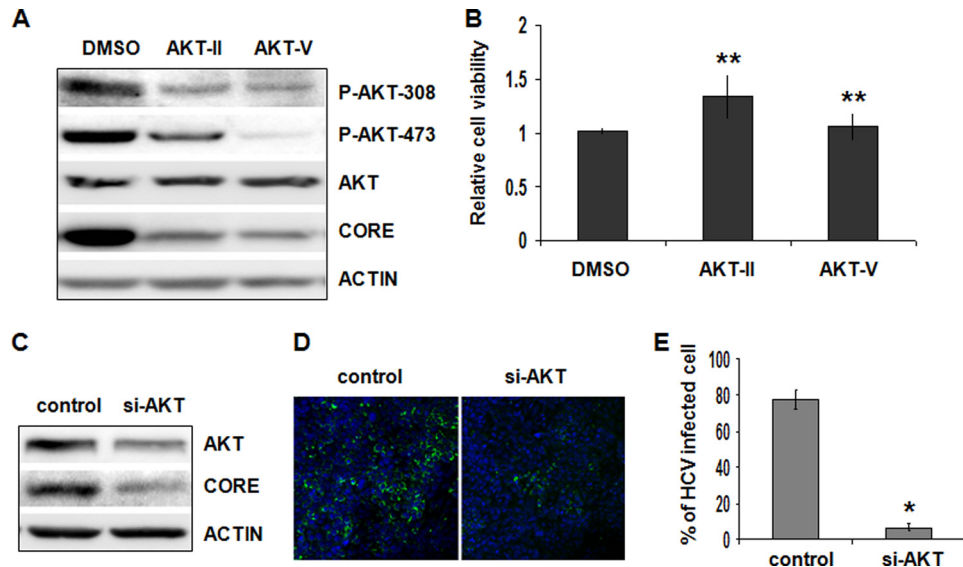 A
DMSO AKT-II AKT-V
P-AKT-308
P-AKT-473
AKT
CORE
ACTIN
B
Relative cell viability
2
1.5
1
0.5
0
**
**
DMSO AKT-II AKT-V
C
control si-AKT
AKT
CORE
ACTIN
D
control si-AKT
E
% of HCV infected cell
100
80
60
40
20
0
*
control si-AKT